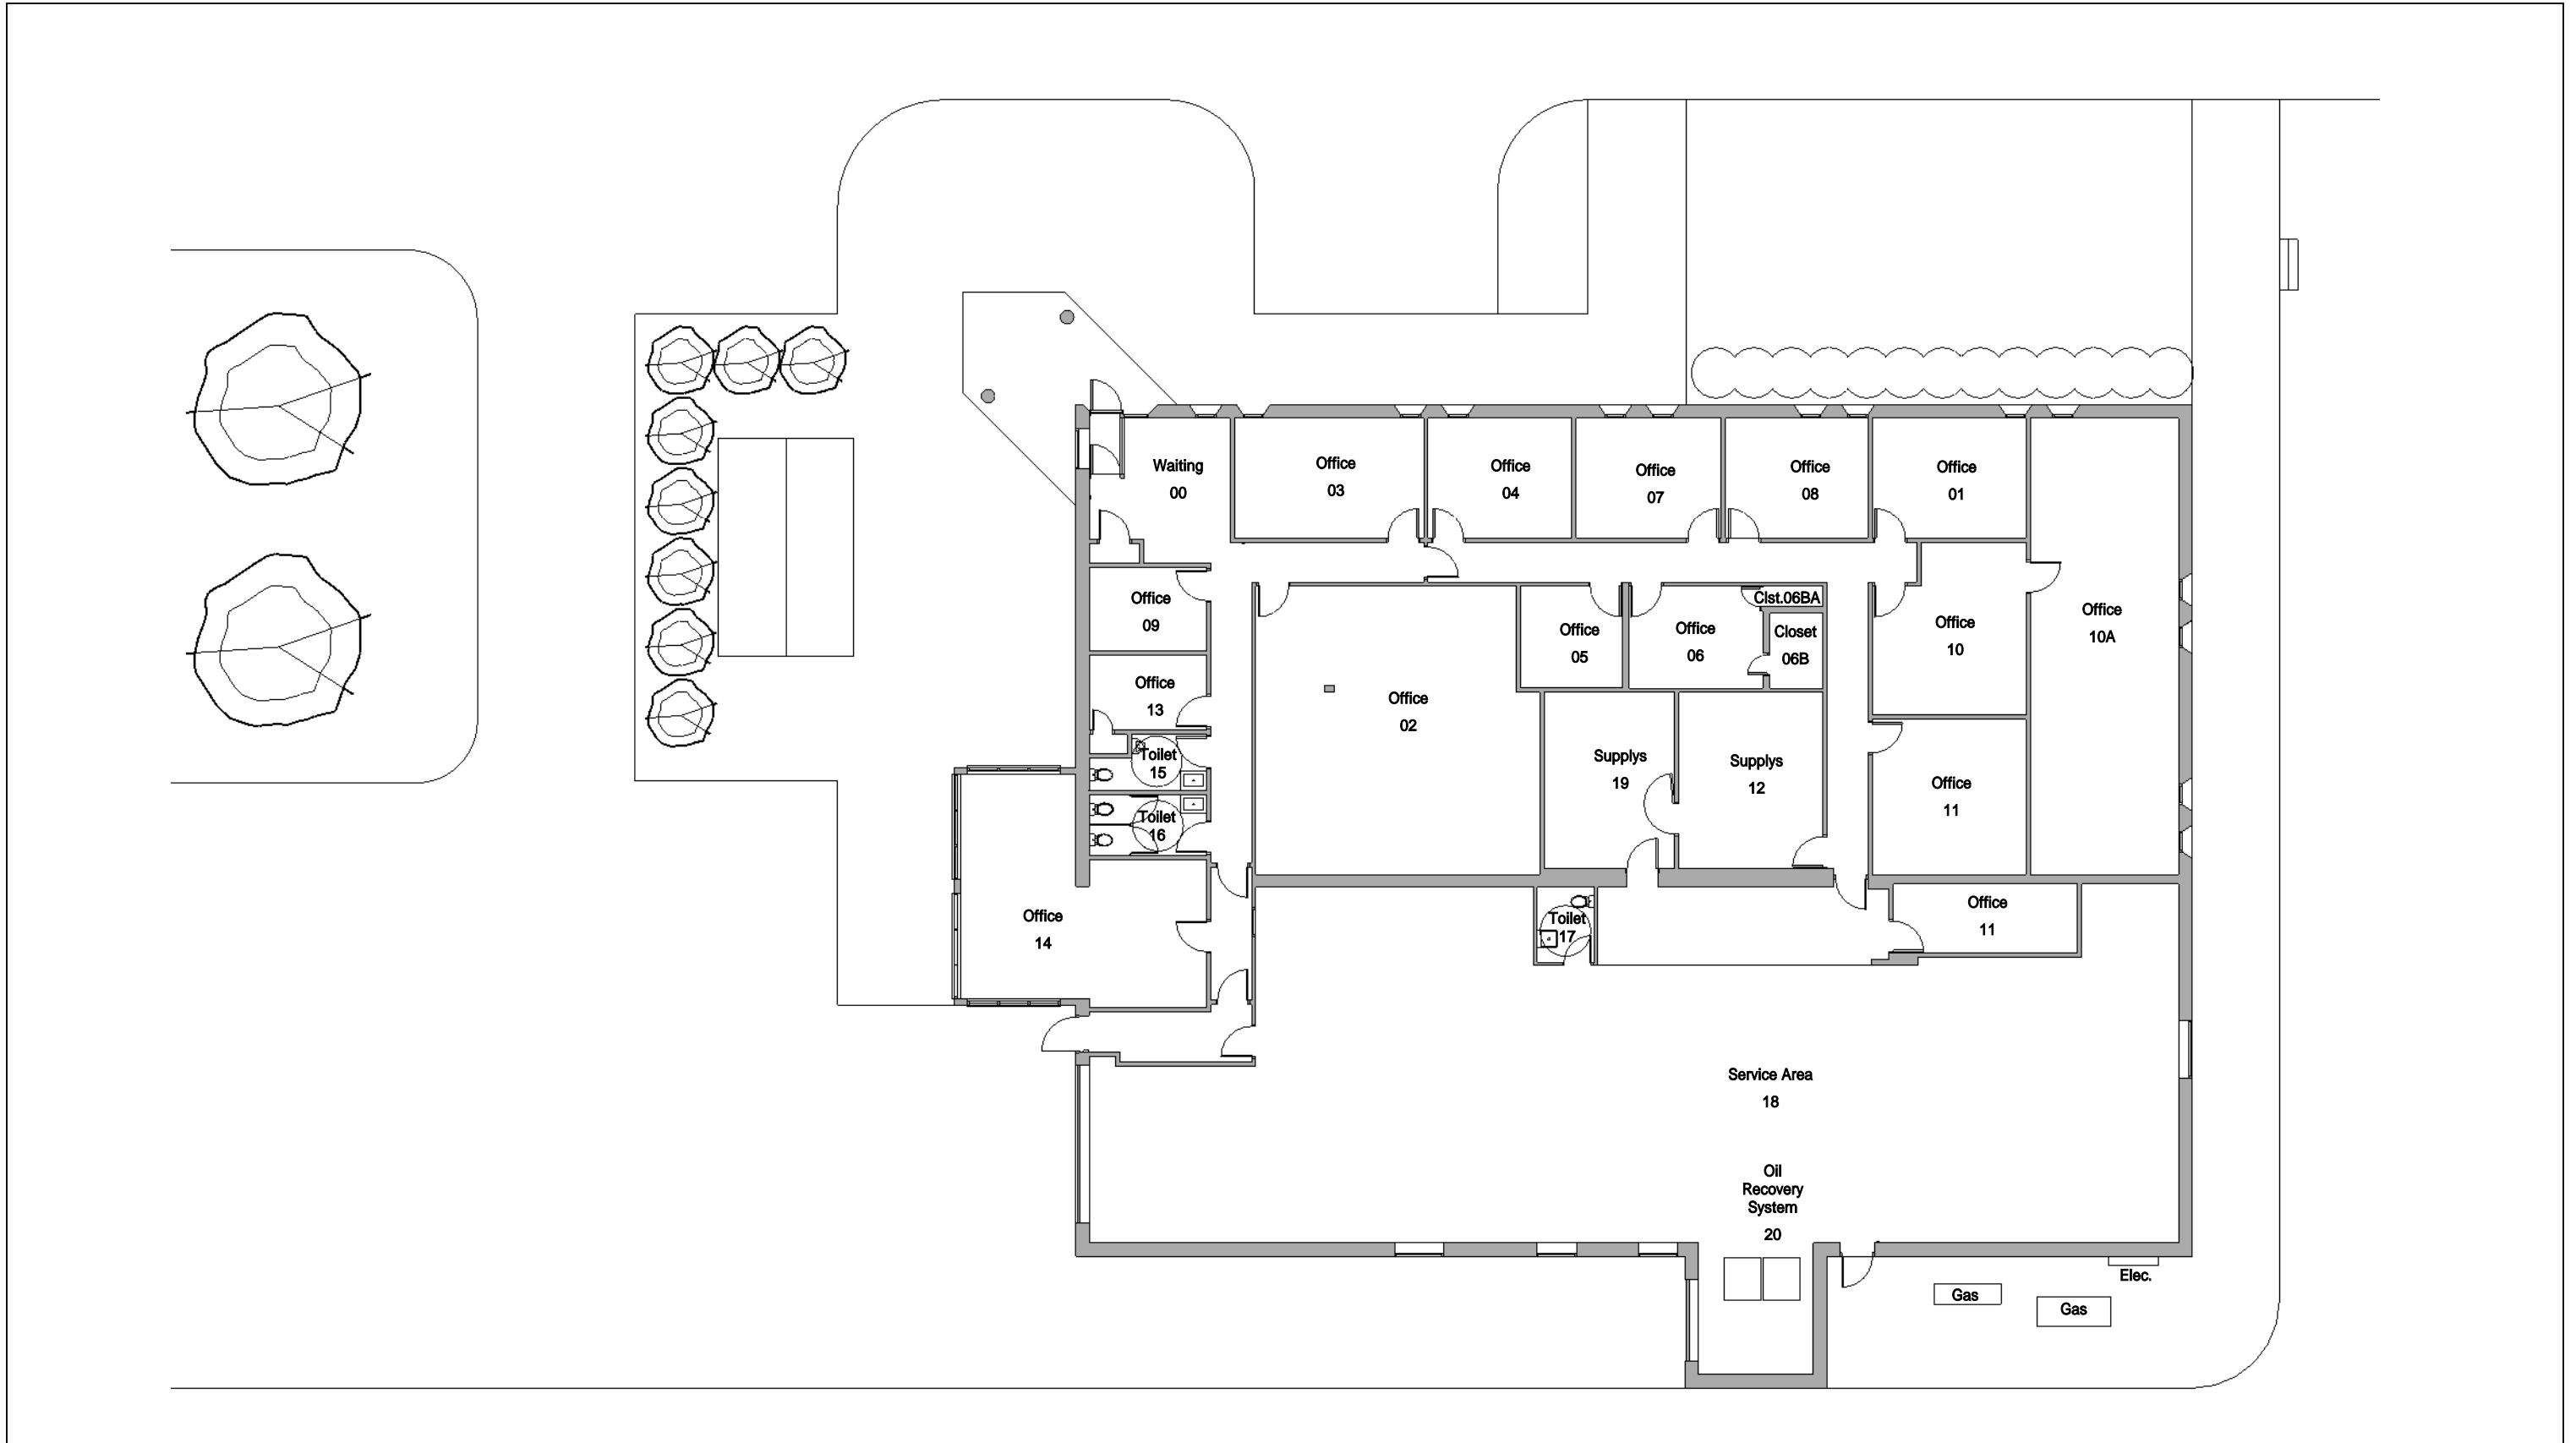 Waiting
00
Office
03
Office
04
Office
07
Office
08
Office
01
Office
09
Office
13
Toilet
15
Toilet
16
Office
14
Office
02
Office
05
Office
06
Clst.06BA
Closet
06B
Supplys
19
Supplys
12
Office
10
Office
10A
Office
11
Toilet
17
Office
11
Service Area
18
Oil
Recovery
System
20
Elec.
Gas
Gas